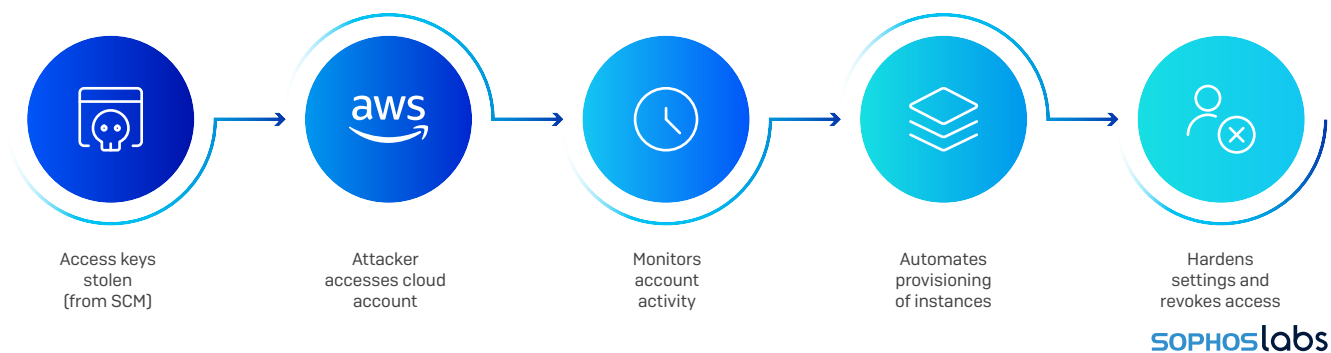 aws
Access keys
stolen
(from SCM)
Attacker
accesses cloud
account
Monitors
account
activity
Automates
provisioning
of instances
Hardens
settings and
revokes access
SOPHOSlabs